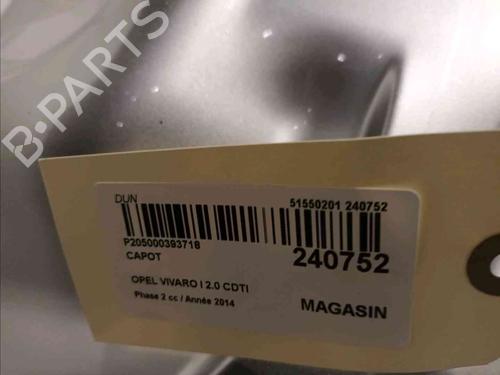 B-PARTS
DUN
51550201 240752
P205000393718
CAPOT
240752
OPEL VIVARO I 2.0 CDTI
Phase 2 cc / Année 2014
MAGASIN